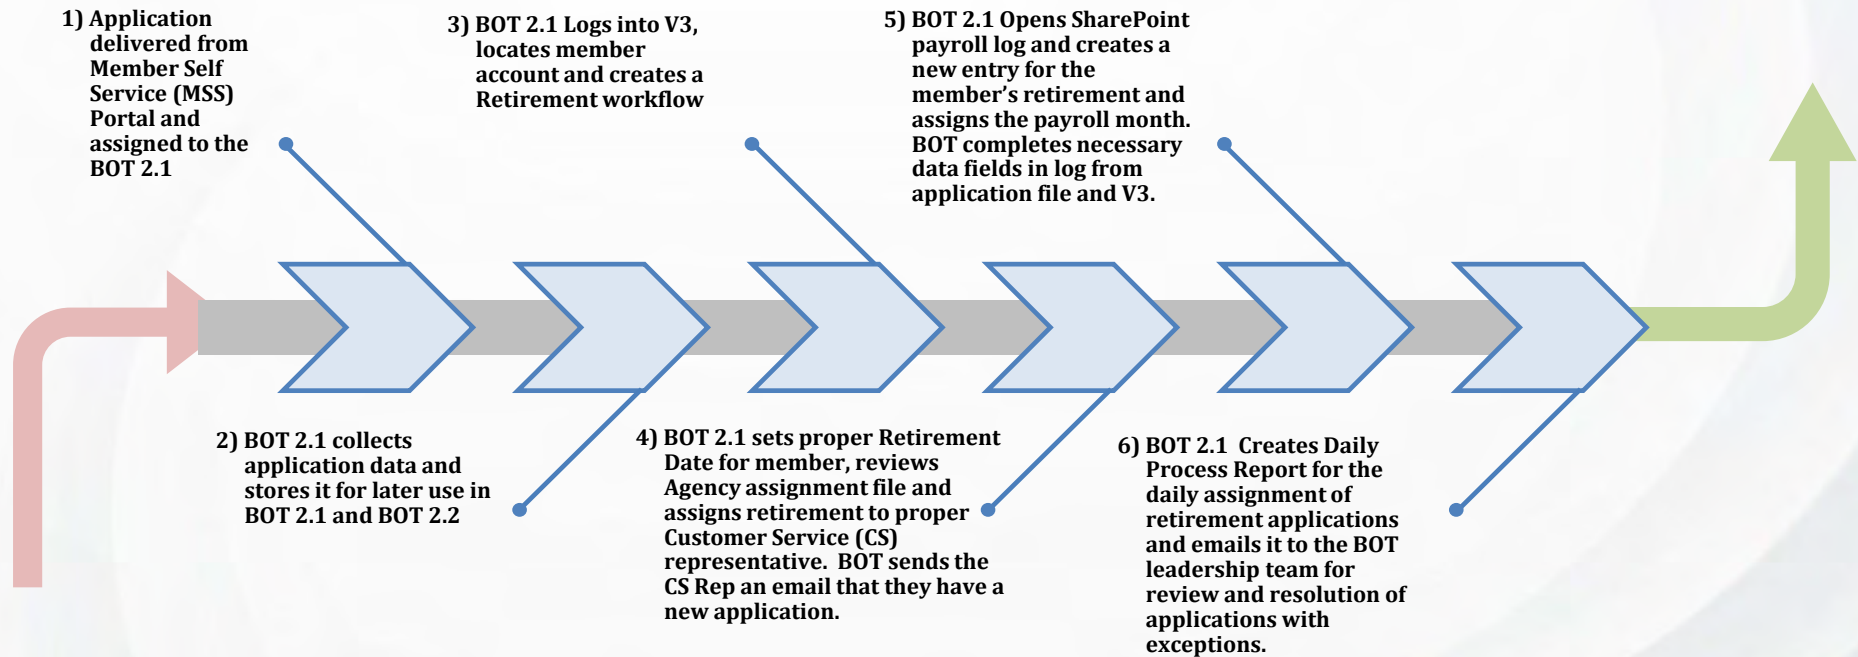 1) Application
delivered from
Member Self
Service (MSS)
Portal and
assigned to the
BOT 2.1
2) BOT 2.1 collects
application data and
stores it for later use in
BOT 2.1 and BOT 2.2
3) BOT 2.1 Logs into V3,
locates member
account and creates a
Retirement workflow
4) BOT 2.1 sets proper Retirement
Date for member, reviews
Agency assignment file and
assigns retirement to proper
Customer Service (CS)
representative.  BOT sends the
CS Rep an email that they have a
new application.
5) BOT 2.1 Opens SharePoint
payroll log and creates a
new entry for the
member’s retirement and
assigns the payroll month.
BOT completes necessary
data fields in log from
application file and V3.
6) BOT 2.1  Creates Daily
Process Report for the
daily assignment of
retirement applications
and emails it to the BOT
leadership team for
review and resolution of
applications with
exceptions.